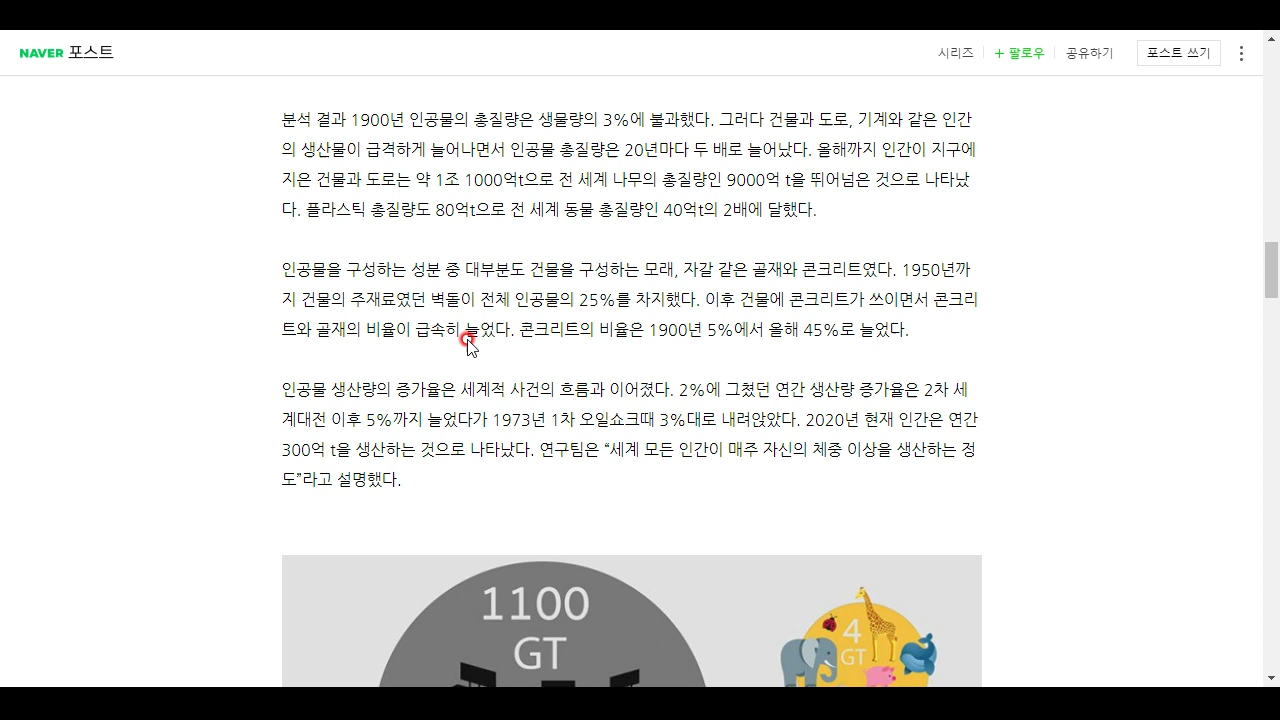 NAVER 포스트
시리즈 + 팔로우 공유하기 포스트 쓰기
분석 결과 1900년 인공물의 총질량은 생물량의 3%에 불과했다. 그러다 건물과 도로, 기계와 같은 인간
의 생산물이 급격하게 늘어나면서 인공물 총질량은 20년마다 두 배로 늘어났다. 올해까지 인간이 지구에
지은 건물과 도로는 약 1조 1000억t으로 전 세계 나무의 총질량인 9000억 t을 뛰어넘은 것으로 나타났
다. 플라스틱 총질량도 80억t으로 전 세계 동물 총질량인 40억t의 2배에 달했다.
인공물을 구성하는 성분 중 대부분도 건물을 구성하는 모래, 자갈 같은 골재와 콘크리트였다. 1950년까
지 건물의 주재료였던 벽돌이 전체 인공물의 25%를 차지했다. 이후 건물에 콘크리트가 쓰이면서 콘크리
트와 골재의 비율이 급속히 늘었다. 콘크리트의 비율은 1900년 5%에서 올해 45%로 늘었다.
인공물 생산량의 증가율은 세계적 사건의 흐름과 이어졌다. 2%에 그쳤던 연간 생산량 증가율은 2차 세
계대전 이후 5%까지 늘었다가 1973년 1차 오일쇼크때 3%대로 내려앉았다. 2020년 현재 인간은 연간
300억 t을 생산하는 것으로 나타났다. 연구팀은 “세계 모든 인간이 매주 자신의 체중 이상을 생산하는 정
도”라고 설명했다.
1100
GT
4
GT